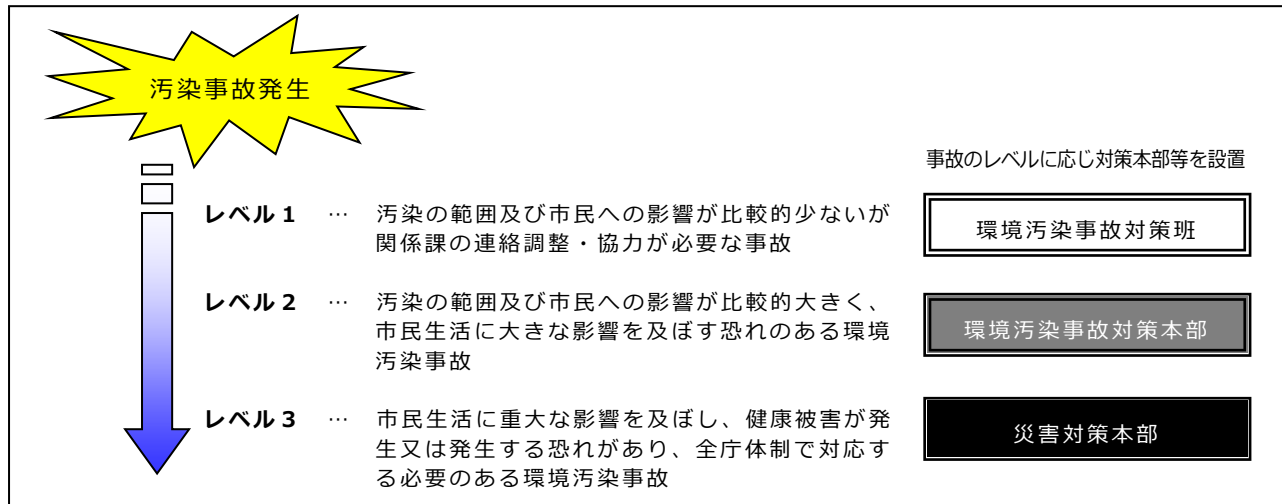 汚染事故発生
事故のレベルに応じ対策本部等を設置
レベル１ … 汚染の範囲及び市民への影響が比較的少ないが
関係課の連絡調整・協力が必要な事故
環境汚染事故対策班
レベル２ … 汚染の範囲及び市民への影響が比較的大きく、
市民生活に大きな影響を及ぼす恐れのある環境
汚染事故
環境汚染事故対策本部
レベル３ … 市民生活に重大な影響を及ぼし、健康被害が発
生又は発生する恐れがあり、全庁体制で対応す
る必要のある環境汚染事故
災害対策本部